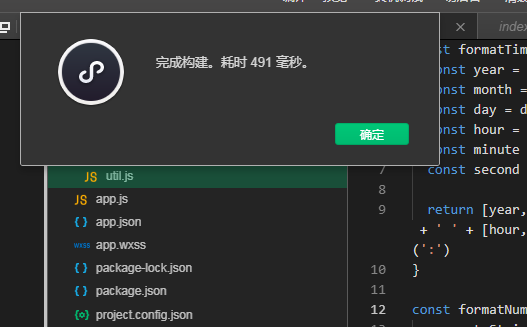 完成构建。耗时 491 毫秒。
确定
index
st formatTim
const year =
const month =
const day = d
const hour =
const minute
7 const second
8
9 return [year,
+ ' ' + [hour,
(':')
10 }
11
12 const formatNum
JS util.js
JS app.js
{ } app.json
wxss app.wxss
{ } package-lock.json
{ } package.json
{o} project.config.json